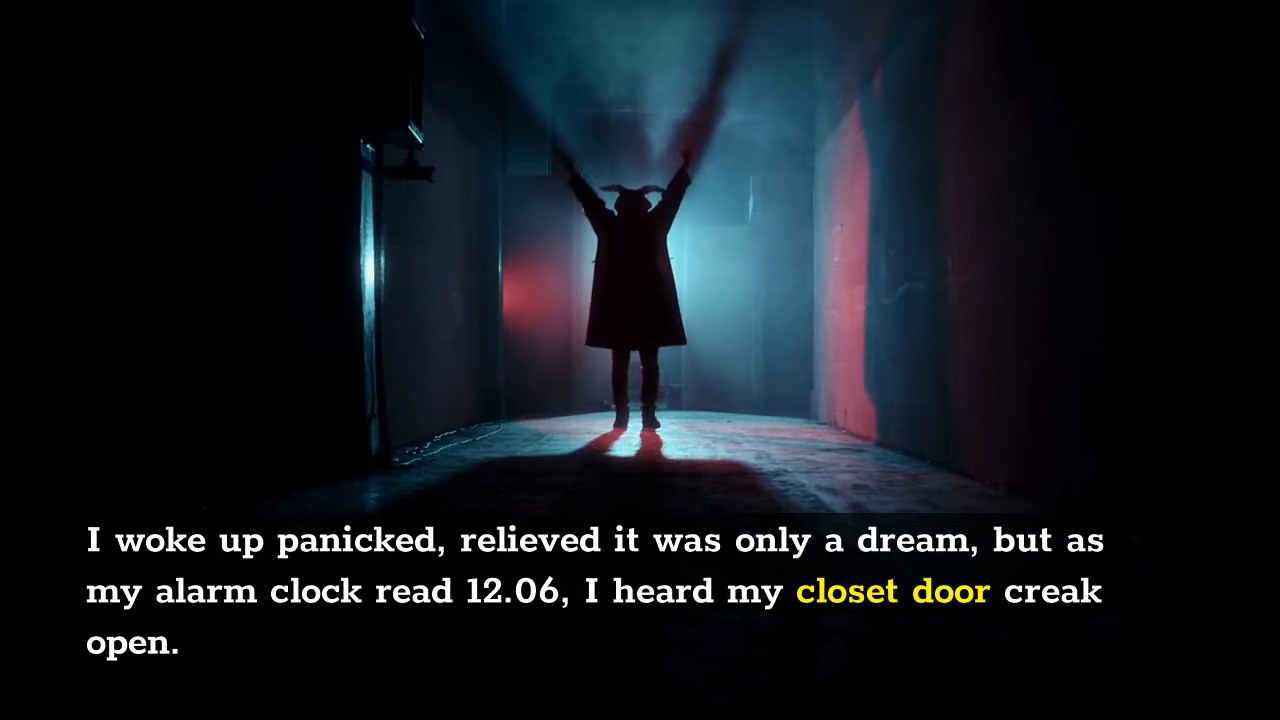 I woke up panicked, relieved it was only a dream, but as
my alarm clock read 12.06, I heard my closet door creak
open.